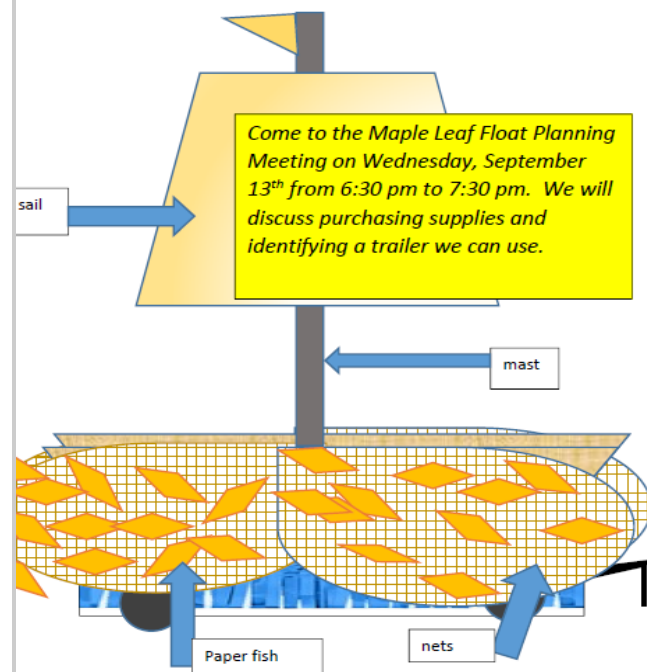 Come to the Maple Leaf Float Planning
Meeting on Wednesday, September
13th from 6:30 pm to 7:30 pm. We will
discuss purchasing supplies and
identifying a trailer we can use.
sail
mast
Paper fish
nets